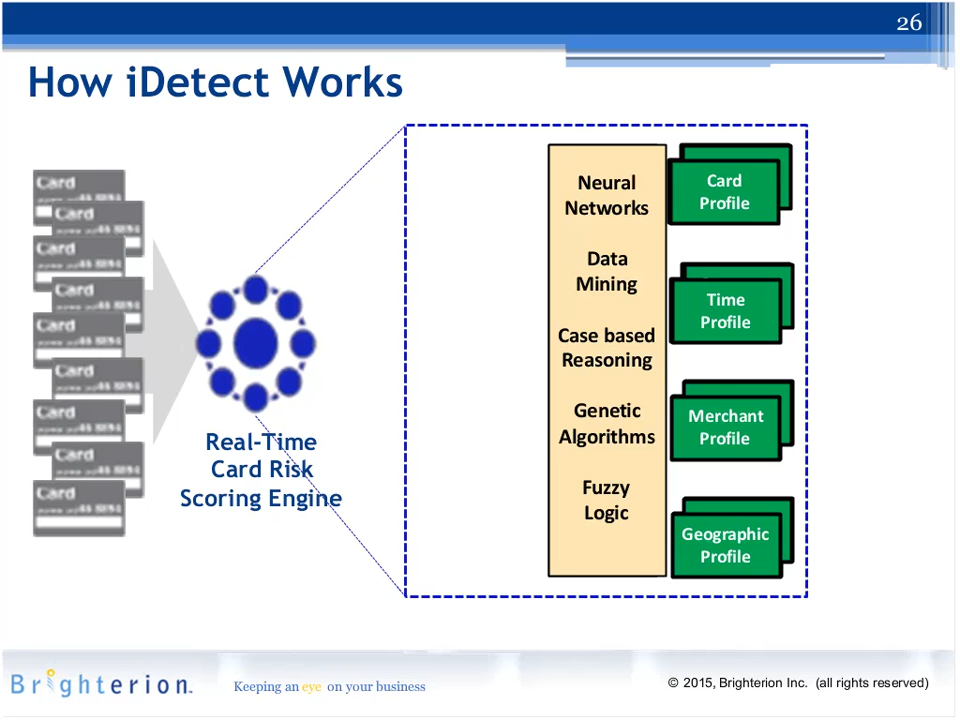 26
How iDetect Works
Card
Card
Card
Card
Card
Card
Card
Card
Card
Real-Time
Card Risk
Scoring Engine
Neural
Networks
Data
Mining
Case based
Reasoning
Genetic
Algorithms
Fuzzy
Logic
Card
Profile
Time
Profile
Merchant
Profile
Geographic
Profile
Brighterion™
Keeping an eye on your business
© 2015, Brighterion Inc. (all rights reserved)